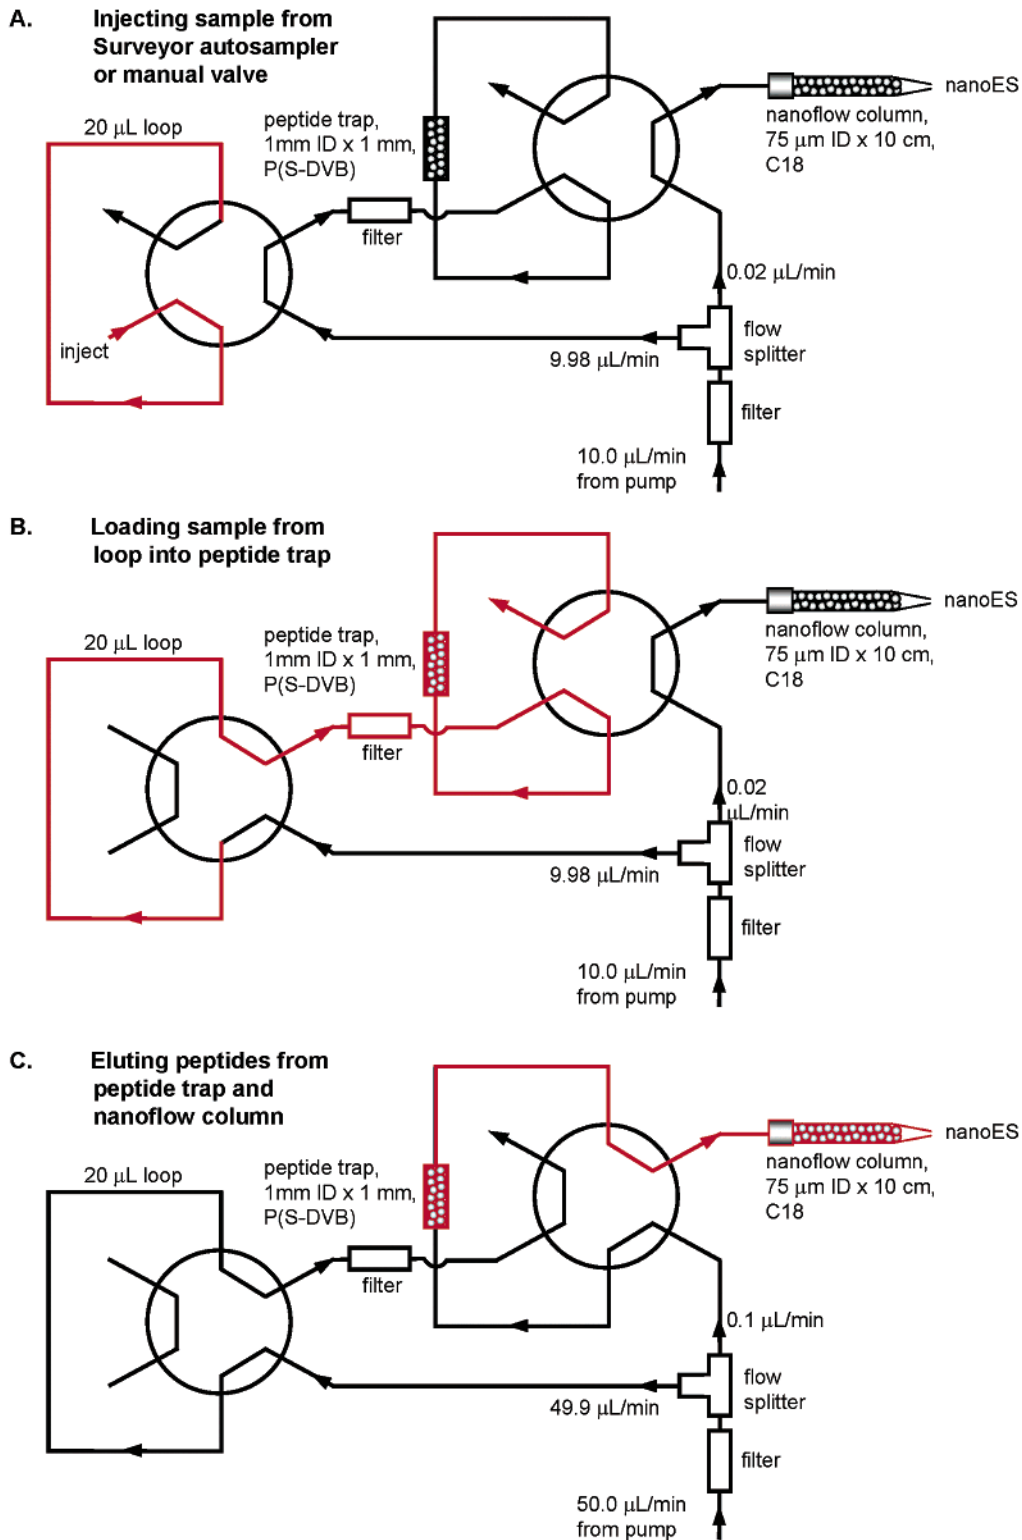 A. Injecting sample from
Surveyor autosampler
or manual valve
20 μL loop
peptide trap,
1mm ID x 1 mm,
P(S-DVB)
nanoES
nanoflow column,
75 μm ID x 10 cm,
C18
filter
inject
0.02 μL/min
9.98 μL/min
flow
splitter
filter
10.0 μL/min
from pump
B. Loading sample from
loop into peptide trap
20 μL loop
peptide trap,
1mm ID x 1 mm,
P(S-DVB)
nanoES
nanoflow column,
75 μm ID x 10 cm,
C18
filter
0.02
μL/min
9.98 μL/min
flow
splitter
filter
10.0 μL/min
from pump
C. Eluting peptides from
peptide trap and
nanoflow column
20 μL loop
peptide trap,
1mm ID x 1 mm,
P(S-DVB)
nanoES
nanoflow column,
75 μm ID x 10 cm,
C18
filter
0.1 μL/min
49.9 μL/min
flow
splitter
filter
50.0 μL/min
from pump